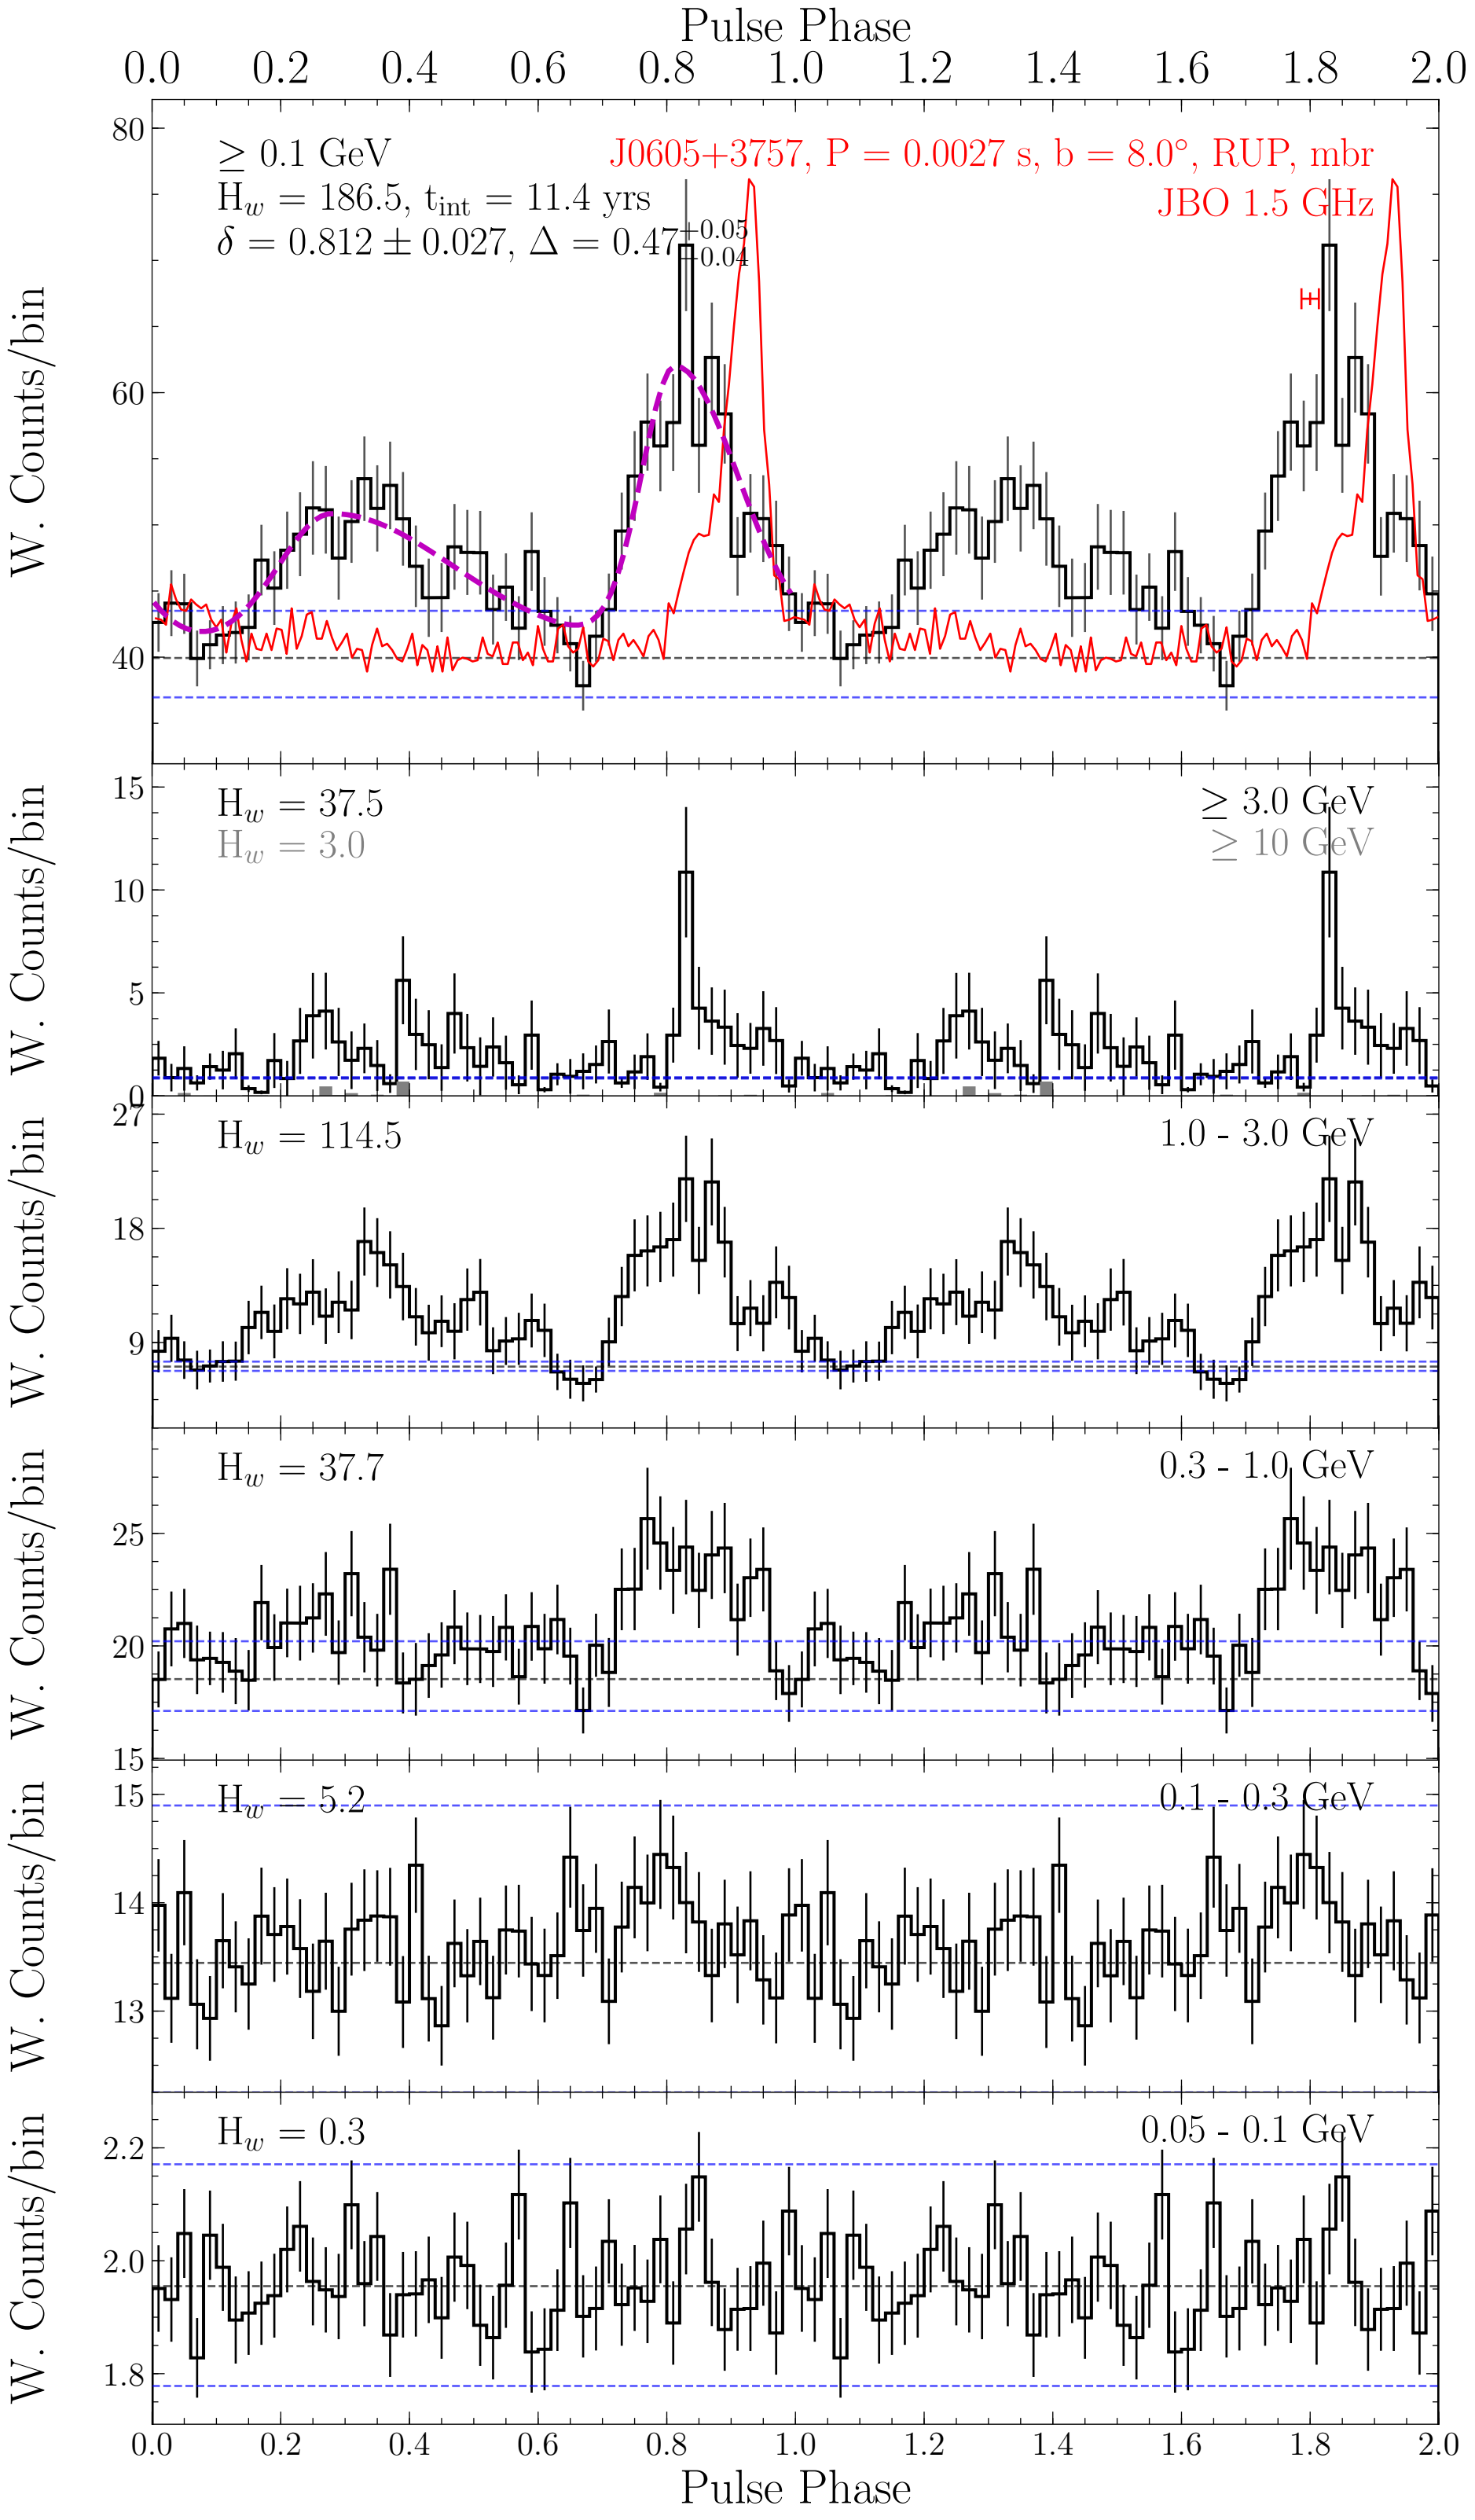 Pulse Phase
0.0 0.2 0.4 0.6 0.8 1.0 1.2 1.4 1.6 1.8 2.0
W. Counts/bin
80
60
40
≥ 0.1 GeV
H_w = 186.5, t_int = 11.4 yrs
δ = 0.812 ± 0.027, Δ = 0.47 +0.05 −0.04
J0605+3757, P = 0.0027 s, b = 8.0°, RUP, mbr
JBO 1.5 GHz
W. Counts/bin
15
10
5
0
H_w = 37.5
H_w = 3.0
≥ 3.0 GeV
≥ 10 GeV
W. Counts/bin
27
18
9
H_w = 114.5
1.0 - 3.0 GeV
W. Counts/bin
25
20
15
H_w = 37.7
0.3 - 1.0 GeV
W. Counts/bin
15
14
13
H_w = 5.2
0.1 - 0.3 GeV
W. Counts/bin
2.2
2.0
1.8
H_w = 0.3
0.05 - 0.1 GeV
0.0 0.2 0.4 0.6 0.8 1.0 1.2 1.4 1.6 1.8 2.0
Pulse Phase